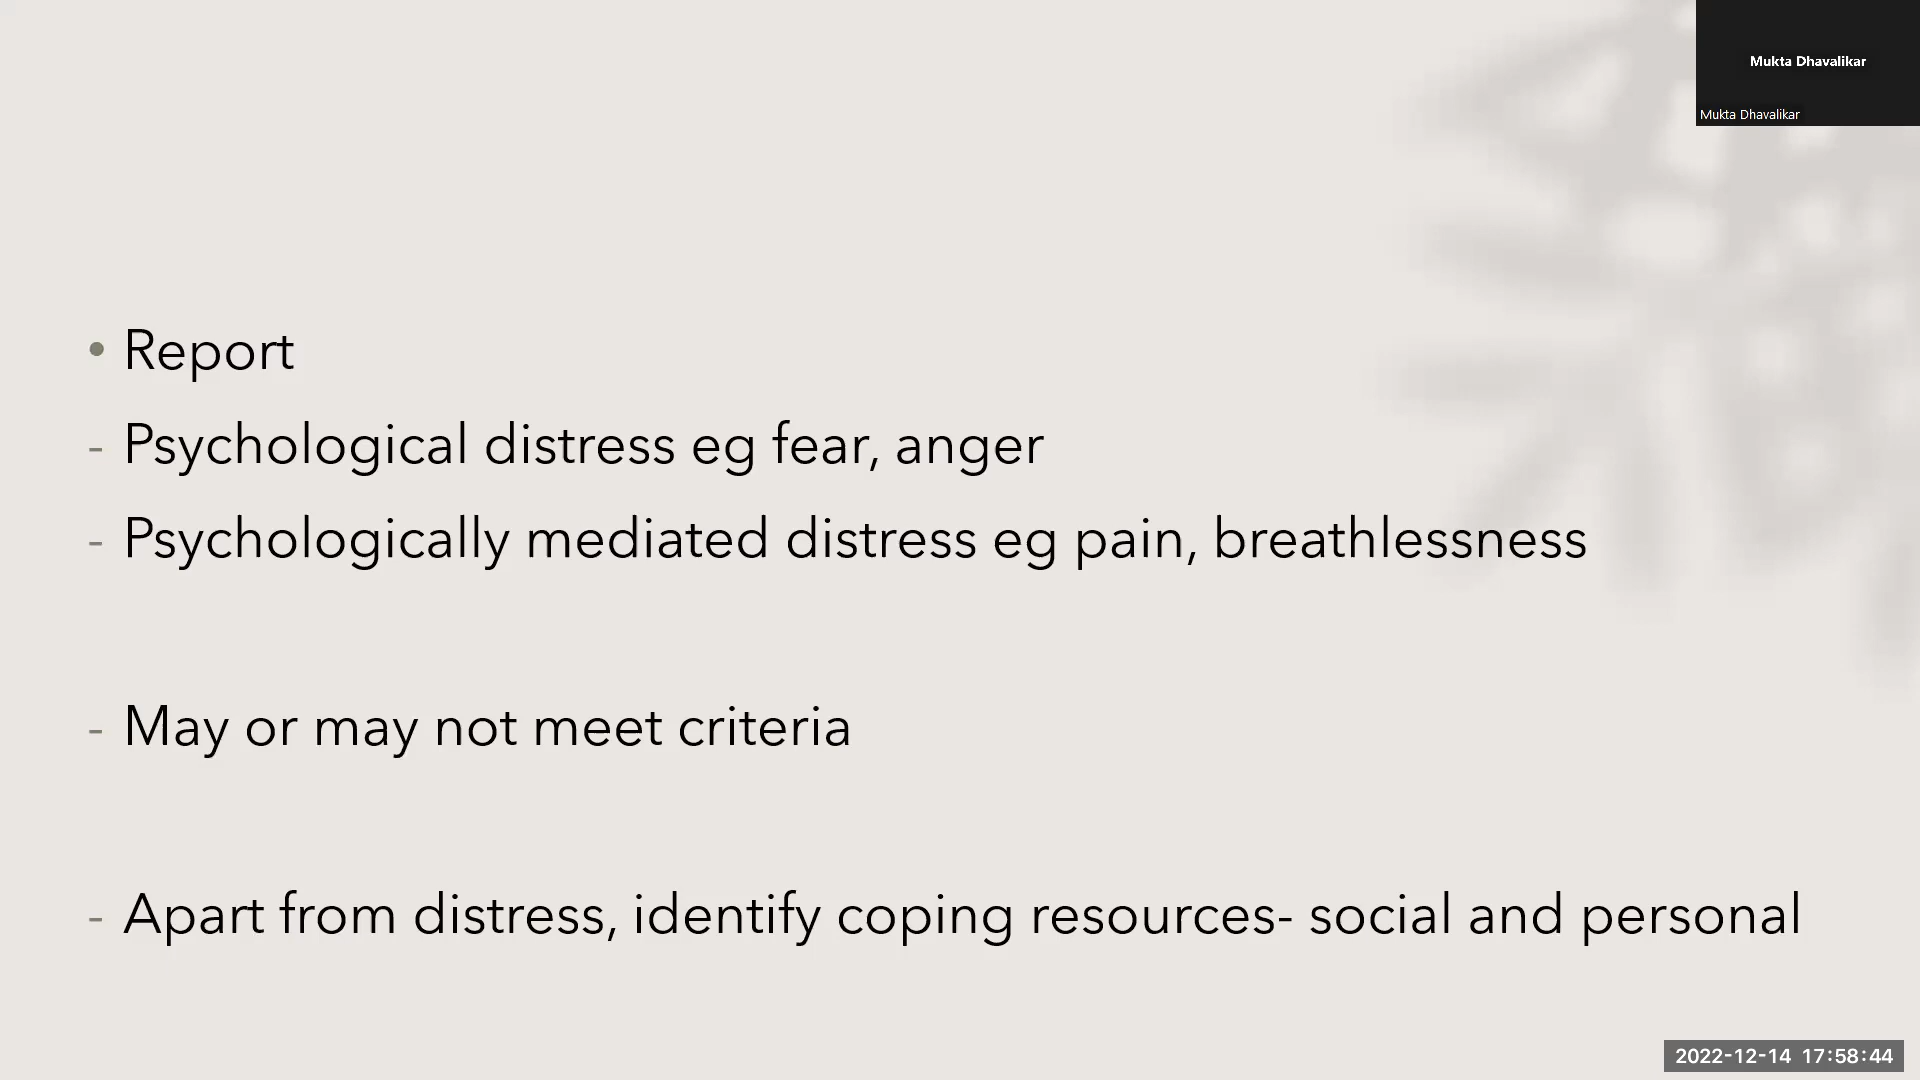 Mukta Dhavalikar
Mukta Dhavalikar
• Report
- Psychological distress eg fear, anger
- Psychologically mediated distress eg pain, breathlessness
- May or may not meet criteria
- Apart from distress, identify coping resources- social and personal
2022-12-14 17:58:44